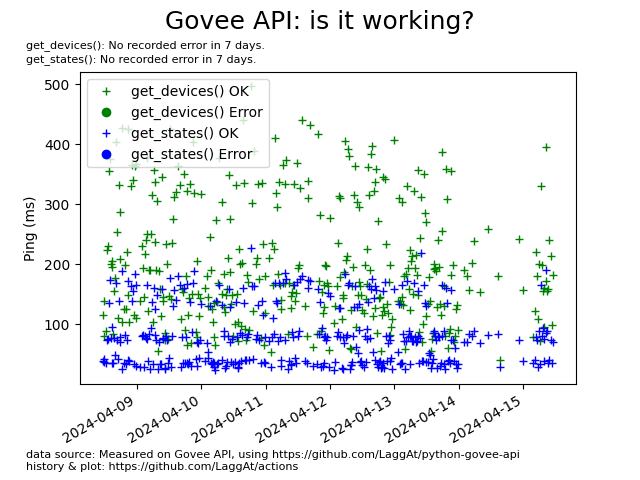 Govee API: is it working?
get_devices(): No recorded error in 7 days.
get_states(): No recorded error in 7 days.
get_devices() OK
get_devices() Error
get_states() OK
get_states() Error
Ping (ms)
500
400
300
200
100
2024-04-09
2024-04-10
2024-04-11
2024-04-12
2024-04-13
2024-04-14
2024-04-15
data source: Measured on Govee API, using https://github.com/LaggAt/python-govee-api
history & plot: https://github.com/LaggAt/actions